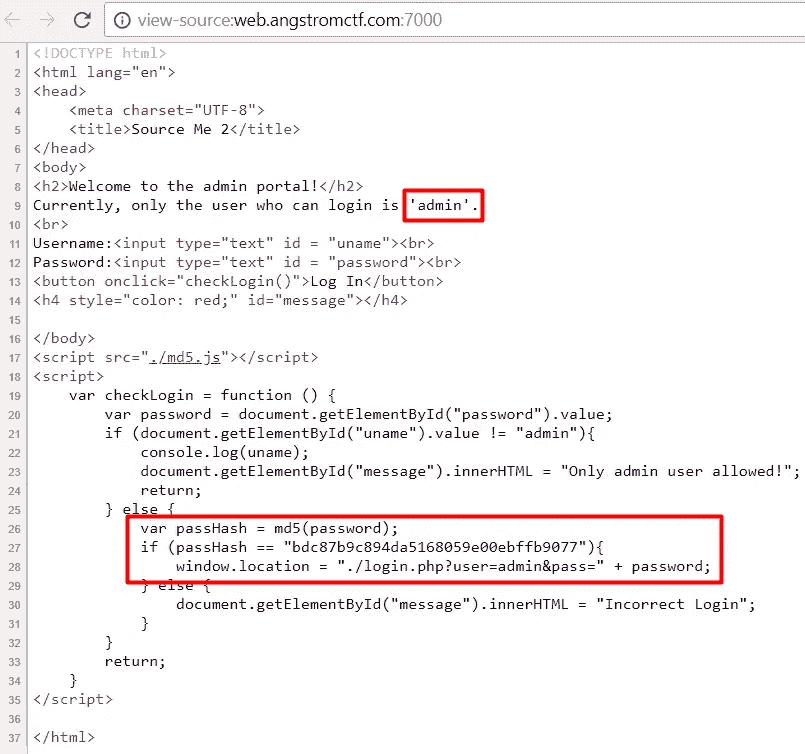 view-source:web.angstromctf.com:7000
1 <!DOCTYPE html>
2 <html lang="en">
3 <head>
4     <meta charset="UTF-8">
5     <title>Source Me 2</title>
6 </head>
7 <body>
8 <h2>Welcome to the admin portal!</h2>
9 Currently, only the user who can login is 'admin'.
10 <br>
11 Username:<input type="text" id = "uname"><br>
12 Password:<input type="text" id = "password"><br>
13 <button onclick="checkLogin()">Log In</button>
14 <h4 style="color: red;" id="message"></h4>
15
16 </body>
17 <script src="./md5.js"></script>
18 <script>
19     var checkLogin = function () {
20         var password = document.getElementById("password").value;
21         if (document.getElementById("uname").value != "admin"){
22             console.log(uname);
23             document.getElementById("message").innerHTML = "Only admin user allowed!";
24             return;
25         } else {
26             var passHash = md5(password);
27             if (passHash == "bdc87b9c894da5168059e00ebffb9077"){
28                 window.location = "./login.php?user=admin&pass=" + password;
29             } else {
30                 document.getElementById("message").innerHTML = "Incorrect Login";
31             }
32         }
33         return;
34     }
35 </script>
36
37 </html>